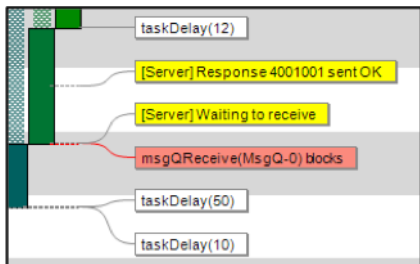 taskDelay(12)
[Server] Response 4001001 sent OK
[Server] Waiting to receive
msgQReceive(MsgQ-0) blocks
taskDelay(50)
taskDelay(10)